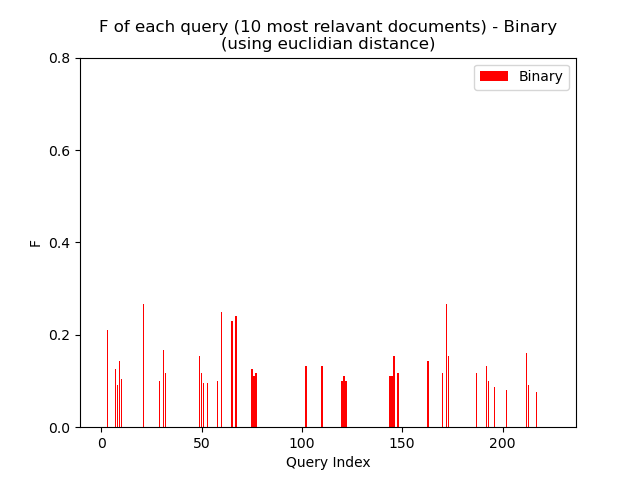 F of each query (10 most relavant documents) - Binary
(using euclidian distance)
Binary
0.8
0.6
0.4
0.2
0.0
F
0
50
100
150
200
Query Index